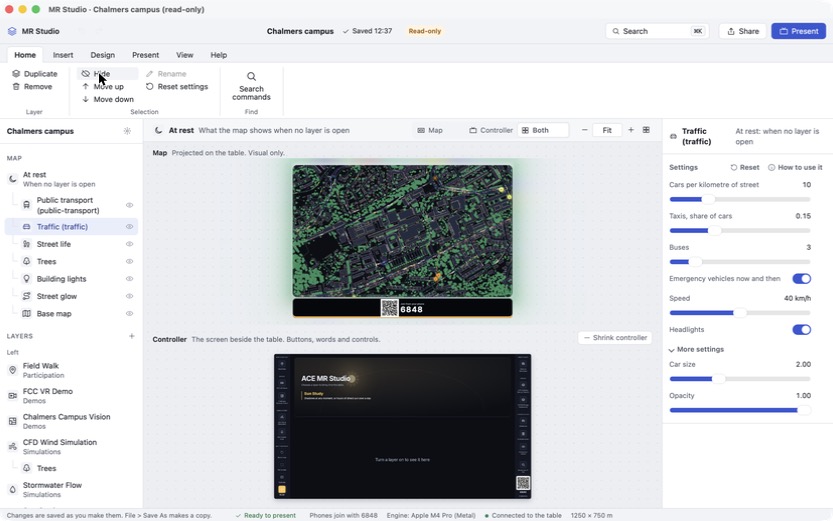 MR Studio - Chalmers campus (read-only)
MR Studio
Chalmers campus
Saved 12:37
Read-only
Search
⌘K
Share
Present
Home
Insert
Design
Present
View
Help
Duplicate
Remove
Layer
Hide
Move up
Move down
Rename
Reset settings
Selection
Search
commands
Find
Chalmers campus
MAP
At rest
When no layer is open
Public transport
(public-transport)
Traffic (traffic)
Street life
Trees
Building lights
Street glow
Base map
LAYERS
Left
Field Walk
Participation
FCC VR Demo
Demos
Chalmers Campus Vision
Demos
CFD Wind Simulation
Simulations
Trees
Stormwater Flow
Simulations
At rest What the map shows when no layer is open
Map
Controller
Both
Fit
Map Projected on the table. Visual only.
6848
Controller The screen beside the table. Buttons, words and controls.
Shrink controller
ACE MR Studio
Sun Study
Turn a layer on to see it here
Traffic
(traffic)
At rest: when no layer is
open
Settings
Reset
How to use it
Cars per kilometre of street 10
Taxis, share of cars 0.15
Buses 3
Emergency vehicles now and then
Speed 40 km/h
Headlights
More settings
Car size 2.00
Opacity 1.00
Changes are saved as you make them. File > Save As makes a copy.
Ready to present
Phones join with 6848
Engine: Apple M4 Pro (Metal)
Connected to the table
1250 × 750 m